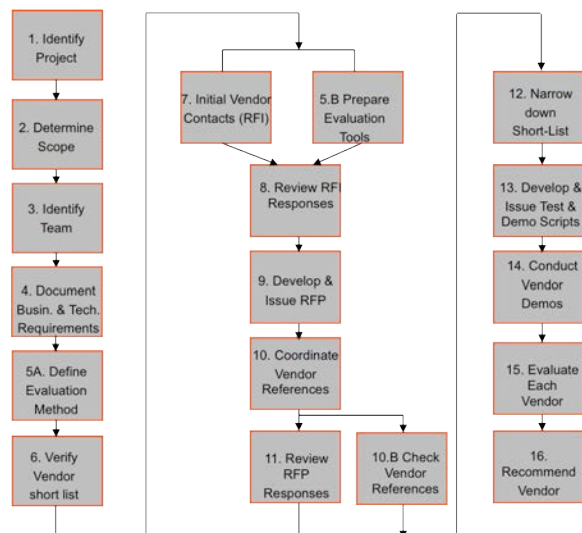 1. Identify
Project
2. Determine
Scope
3. Identify
Team
4. Document
Busin. & Tech.
Requirements
5A. Define
Evaluation
Method
6. Verify
Vendor
short list
7. Initial Vendor
Contacts (RFI)
5.B Prepare
Evaluation
Tools
8. Review RFI
Responses
9. Develop &
Issue RFP
10. Coordinate
Vendor
References
11. Review
RFP
Responses
10.B Check
Vendor
References
12. Narrow
down
Short-List
13. Develop &
Issue Test &
Demo Scripts
14. Conduct
Vendor
Demos
15. Evaluate
Each
Vendor
16.
Recommend
Vendor